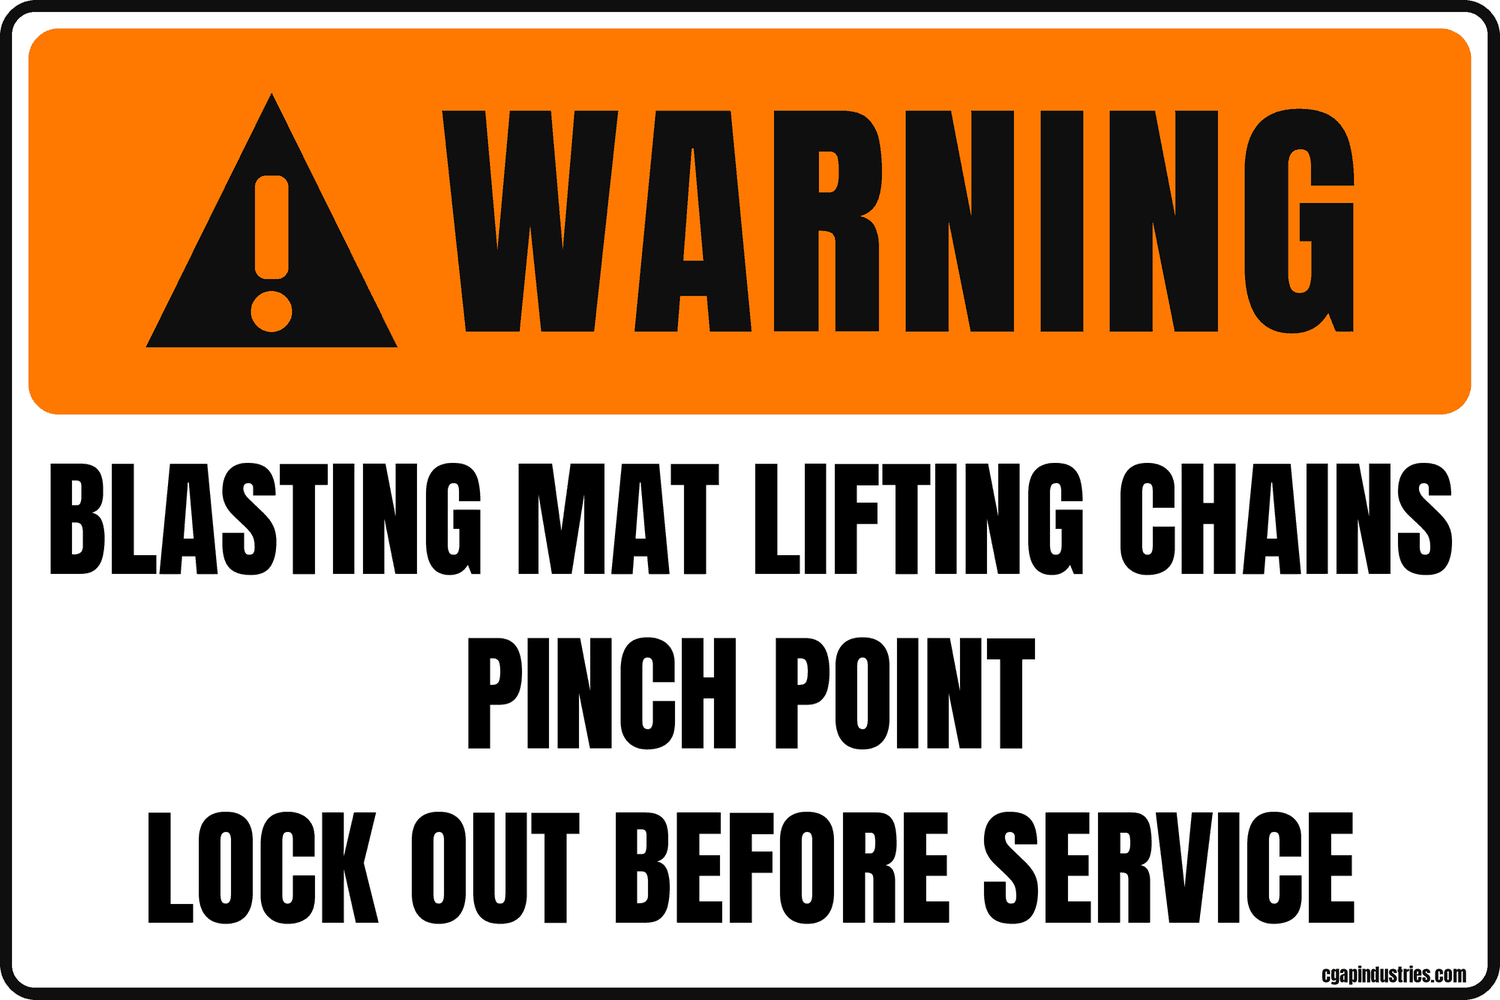 WARNING
BLASTING MAT LIFTING CHAINS
PINCH POINT
LOCK OUT BEFORE SERVICE
cgapindustries.com